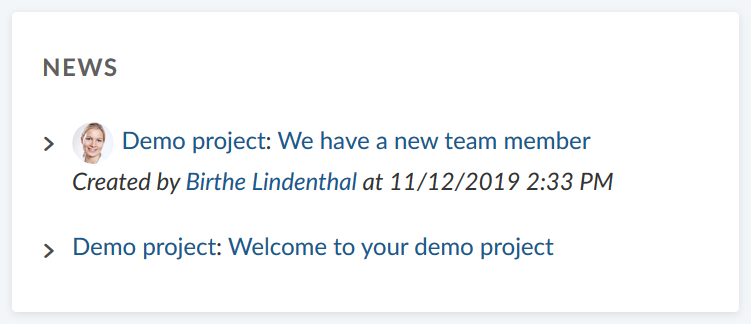 NEWS
Demo project: We have a new team member
Created by Birthe Lindenthal at 11/12/2019 2:33 PM
Demo project: Welcome to your demo project